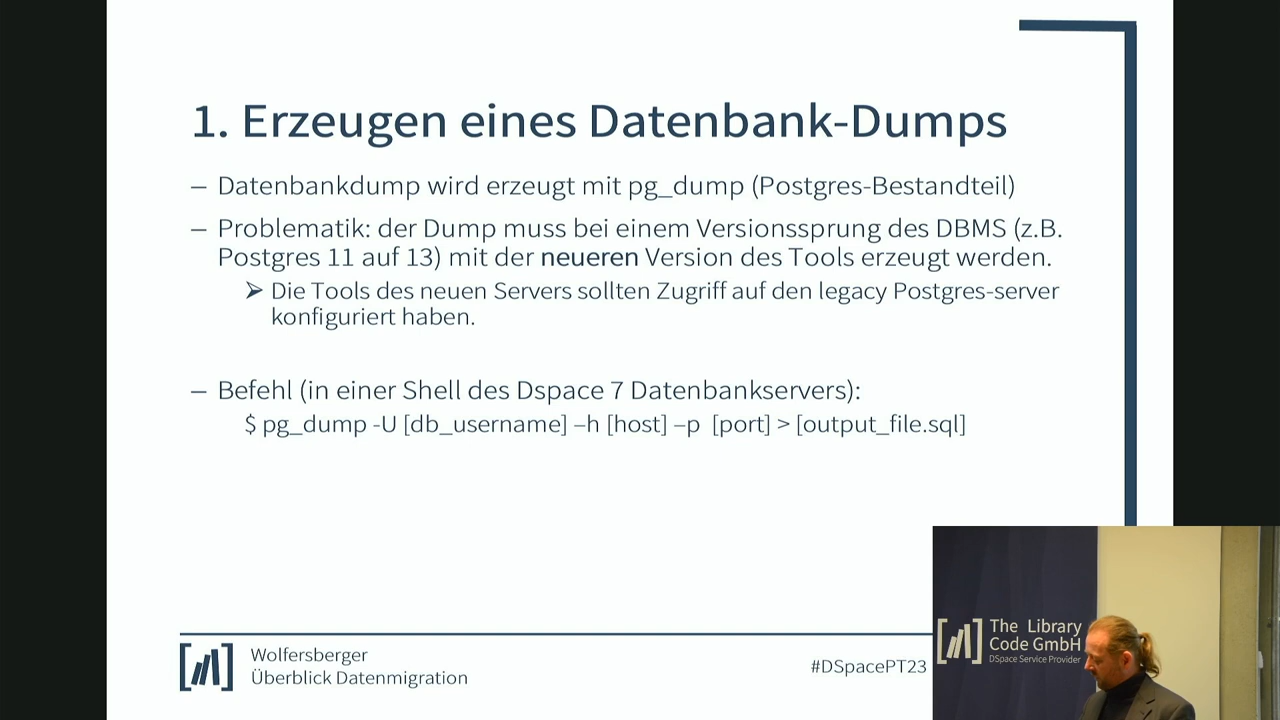 1. Erzeugen eines Datenbank-Dumps
– Datenbankdump wird erzeugt mit pg_dump (Postgres-Bestandteil)
– Problematik: der Dump muss bei einem Versionssprung des DBMS (z.B.
Postgres 11 auf 13) mit der neueren Version des Tools erzeugt werden.
➢ Die Tools des neuen Servers sollten Zugriff auf den legacy Postgres-server
konfiguriert haben.
– Befehl (in einer Shell des Dspace 7 Datenbankservers):
$ pg_dump -U [db_username] –h [host] –p [port] > [output_file.sql]
Wolfersberger
Überblick Datenmigration
#DSpacePT23
The Library
Code GmbH
DSpace Service Provider